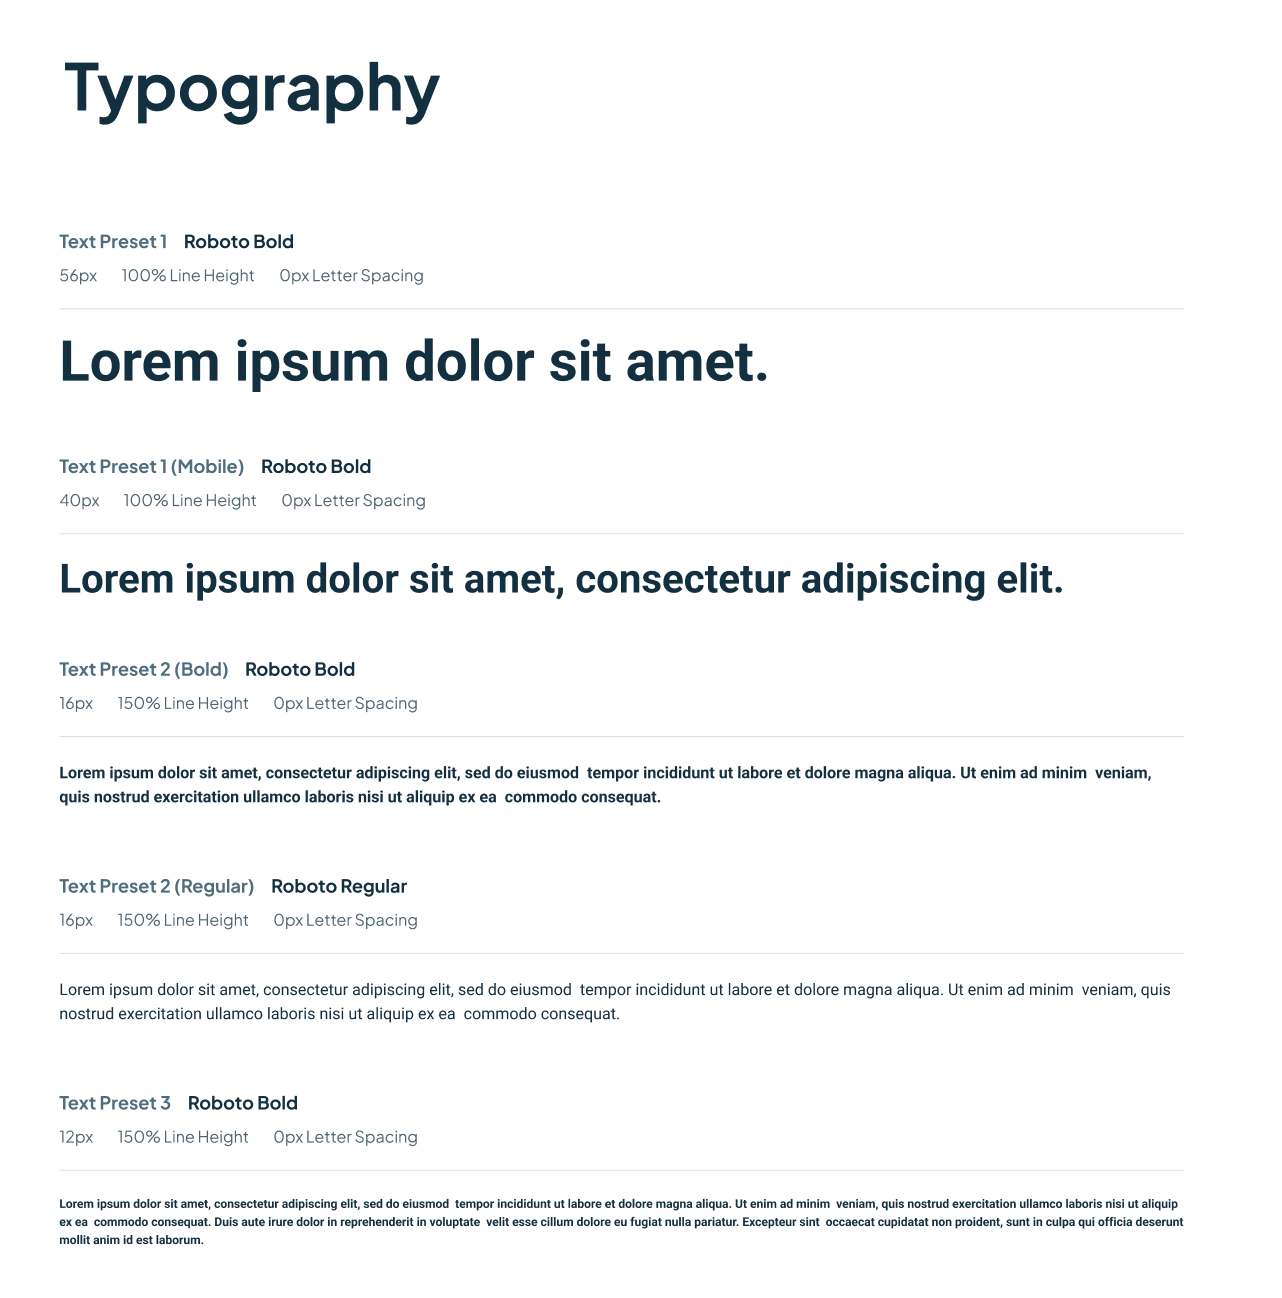 Typography
Text Preset 1 Roboto Bold
56px 100% Line Height 0px Letter Spacing
Lorem ipsum dolor sit amet.
Text Preset 1 (Mobile) Roboto Bold
40px 100% Line Height 0px Letter Spacing
Lorem ipsum dolor sit amet, consectetur adipiscing elit.
Text Preset 2 (Bold) Roboto Bold
16px 150% Line Height 0px Letter Spacing
Lorem ipsum dolor sit amet, consectetur adipiscing elit, sed do eiusmod  tempor incididunt ut labore et dolore magna aliqua. Ut enim ad minim  veniam,
quis nostrud exercitation ullamco laboris nisi ut aliquip ex ea  commodo consequat.
Text Preset 2 (Regular) Roboto Regular
16px 150% Line Height 0px Letter Spacing
Lorem ipsum dolor sit amet, consectetur adipiscing elit, sed do eiusmod  tempor incididunt ut labore et dolore magna aliqua. Ut enim ad minim  veniam, quis
nostrud exercitation ullamco laboris nisi ut aliquip ex ea  commodo consequat.
Text Preset 3 Roboto Bold
12px 150% Line Height 0px Letter Spacing
Lorem ipsum dolor sit amet, consectetur adipiscing elit, sed do eiusmod  tempor incididunt ut labore et dolore magna aliqua. Ut enim ad minim  veniam, quis nostrud exercitation ullamco laboris nisi ut aliquip
ex ea  commodo consequat. Duis aute irure dolor in reprehenderit in voluptate  velit esse cillum dolore eu fugiat nulla pariatur. Excepteur sint  occaecat cupidatat non proident, sunt in culpa qui officia deserunt
mollit anim id est laborum.